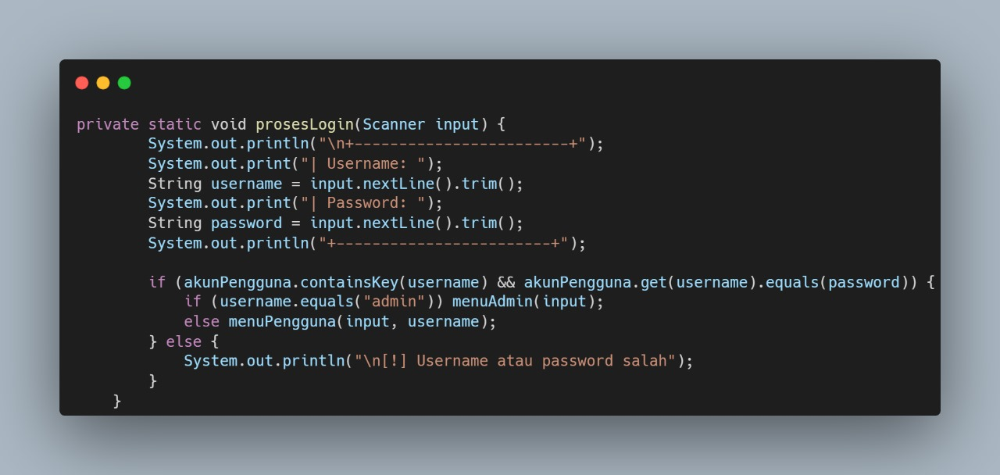 private static void prosesLogin(Scanner input) {
        System.out.println("\n+------------------------+");
        System.out.print("| Username: ");
        String username = input.nextLine().trim();
        System.out.print("| Password: ");
        String password = input.nextLine().trim();
        System.out.println("+------------------------+");

        if (akunPengguna.containsKey(username) && akunPengguna.get(username).equals(password)) {
            if (username.equals("admin")) menuAdmin(input);
            else menuPengguna(input, username);
        } else {
            System.out.println("\n[!] Username atau password salah");
        }
    }